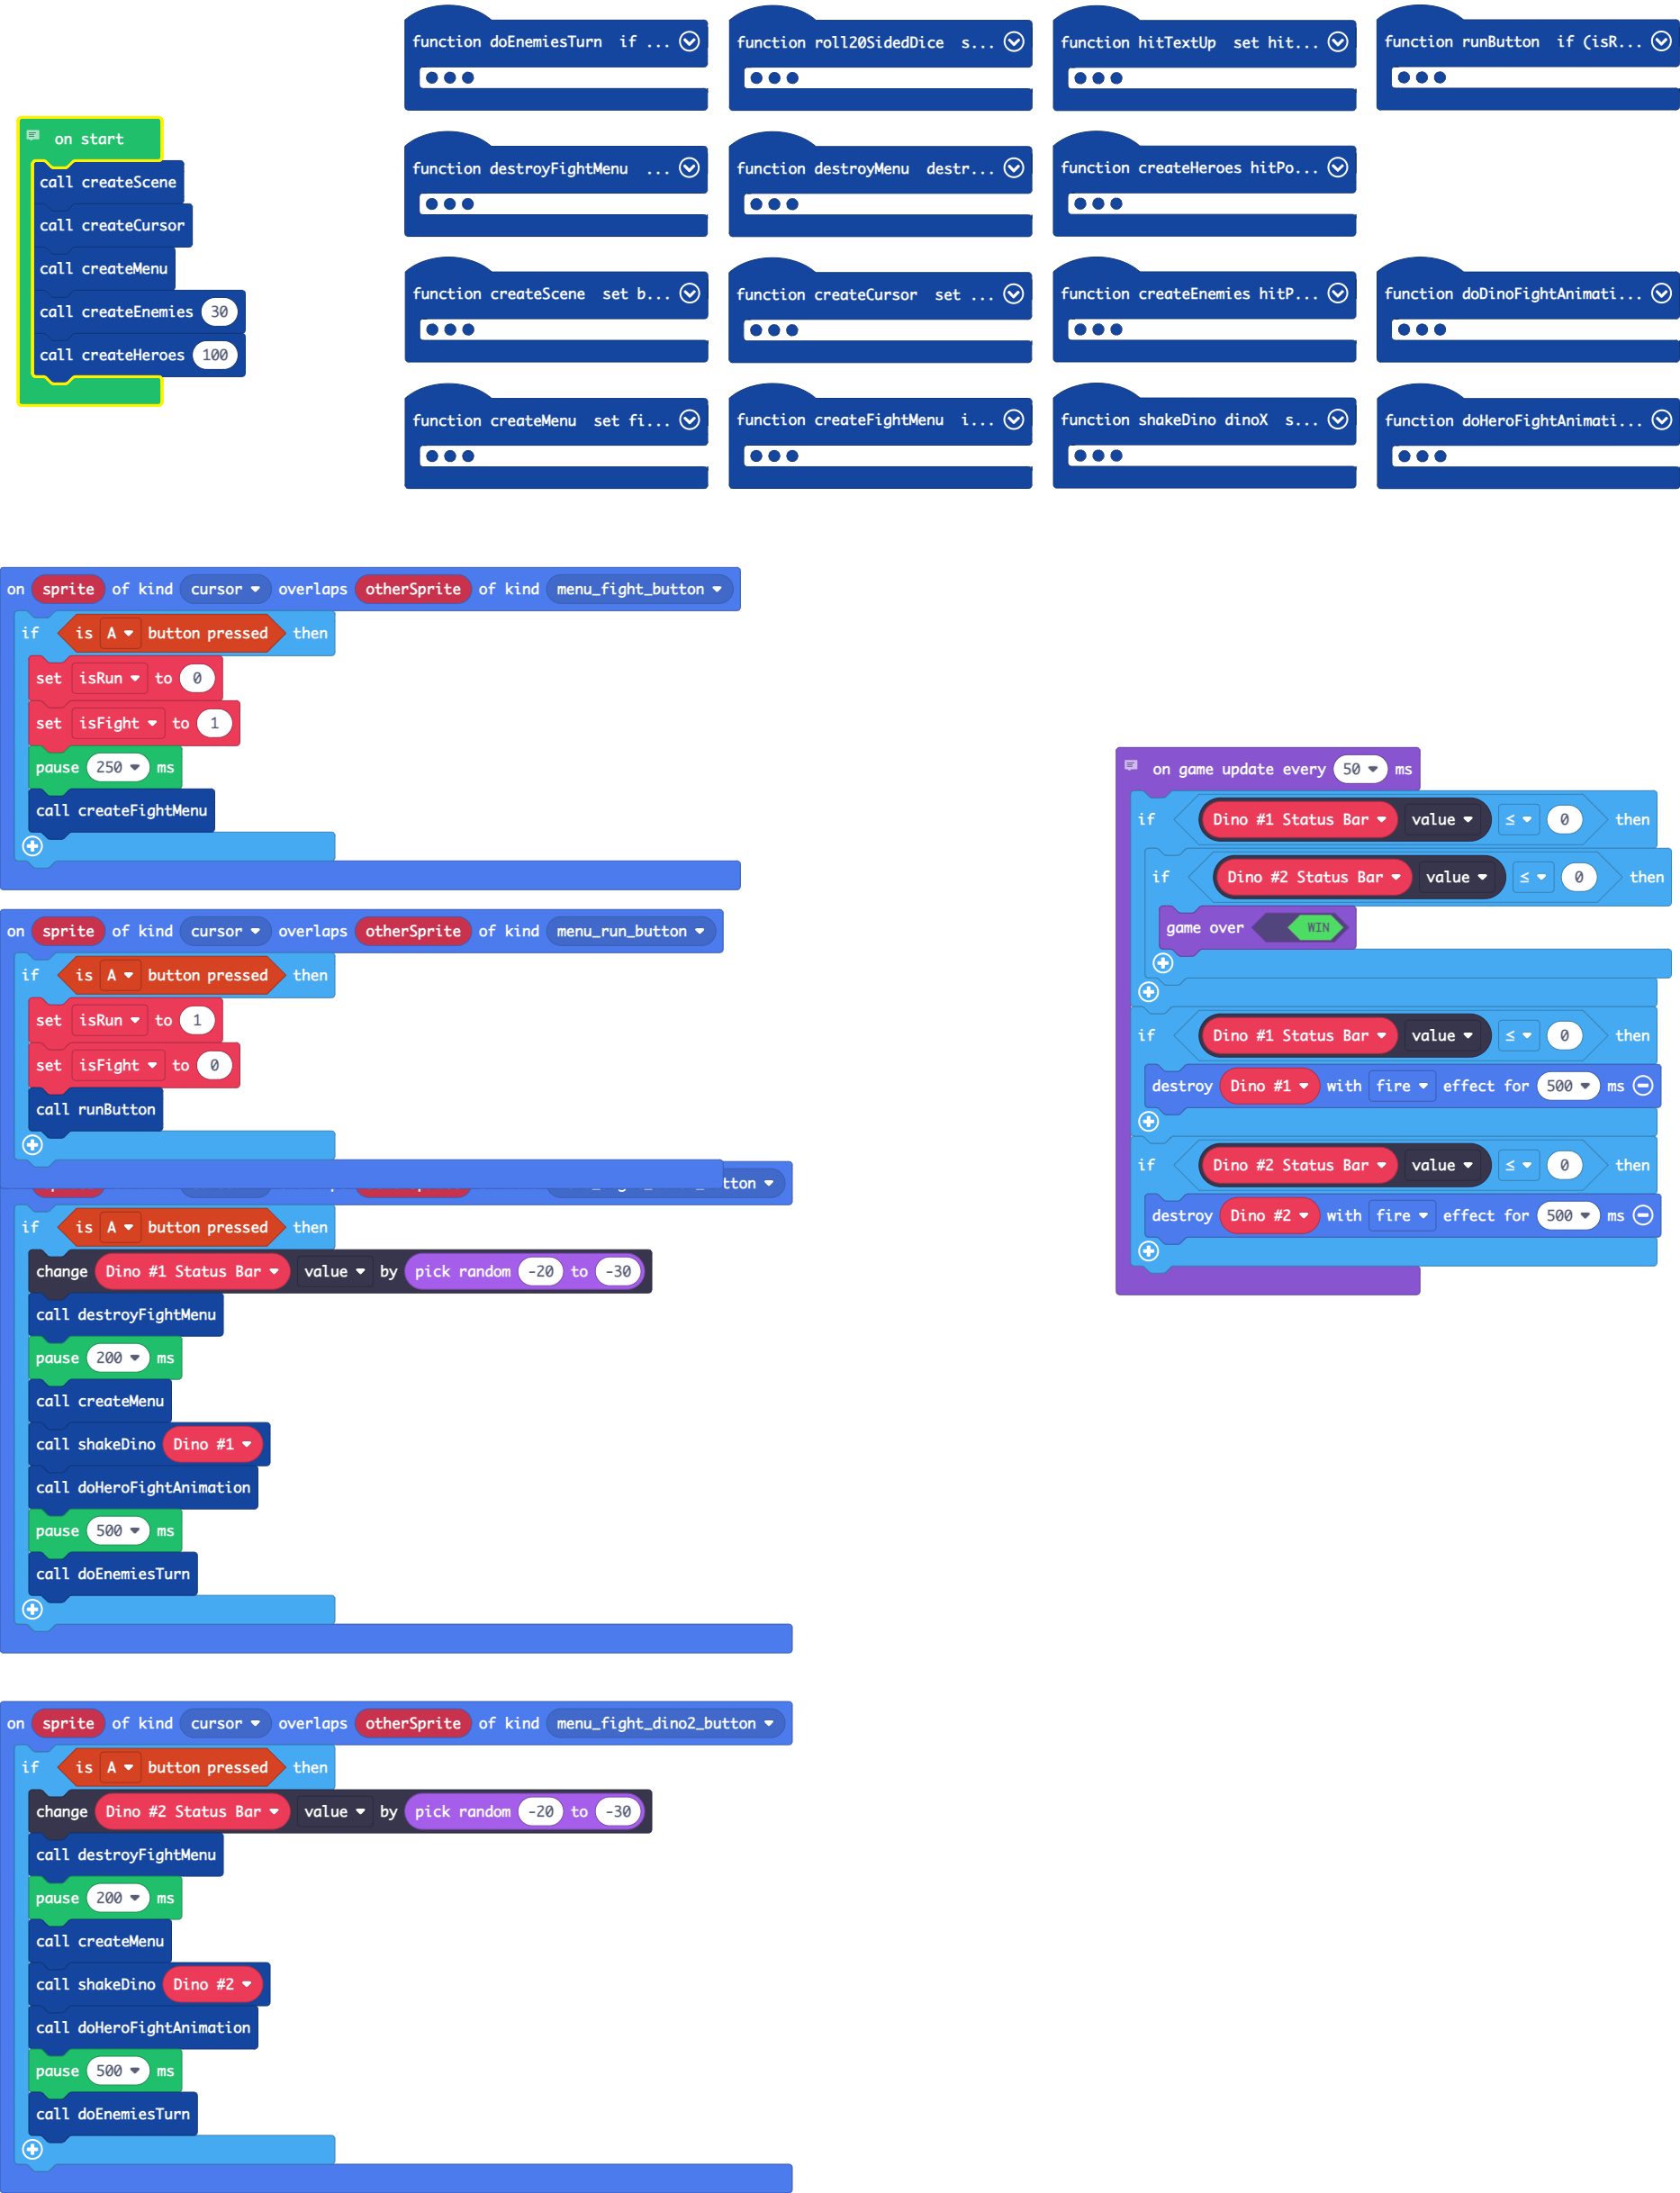 function doEnemiesTurn if ...
function roll20SidedDice s...
function hitTextUp set hit...
function runButton if (isR...
function destroyFightMenu ...
function destroyMenu destr...
function createHeroes hitPo...
function createScene set b...
function createCursor set ...
function createEnemies hitP...
function doDinoFightAnimati...
function createMenu set fi...
function createFightMenu i...
function shakeDino dinoX s...
function doHeroFightAnimati...
on start
call createScene
call createCursor
call createMenu
call createEnemies 30
call createHeroes 100
on sprite of kind cursor overlaps otherSprite of kind menu_fight_button
if is A button pressed then
set isRun to 0
set isFight to 1
pause 250 ms
call createFightMenu
on sprite of kind cursor overlaps otherSprite of kind menu_run_button
if is A button pressed then
set isRun to 1
set isFight to 0
call runButton
tton
if is A button pressed then
change Dino #1 Status Bar value by pick random -20 to -30
call destroyFightMenu
pause 200 ms
call createMenu
call shakeDino Dino #1
call doHeroFightAnimation
pause 500 ms
call doEnemiesTurn
on sprite of kind cursor overlaps otherSprite of kind menu_fight_dino2_button
if is A button pressed then
change Dino #2 Status Bar value by pick random -20 to -30
call destroyFightMenu
pause 200 ms
call createMenu
call shakeDino Dino #2
call doHeroFightAnimation
pause 500 ms
call doEnemiesTurn
on game update every 50 ms
if Dino #1 Status Bar value ≤ 0 then
if Dino #2 Status Bar value ≤ 0 then
game over WIN
if Dino #1 Status Bar value ≤ 0 then
destroy Dino #1 with fire effect for 500 ms
if Dino #2 Status Bar value ≤ 0 then
destroy Dino #2 with fire effect for 500 ms